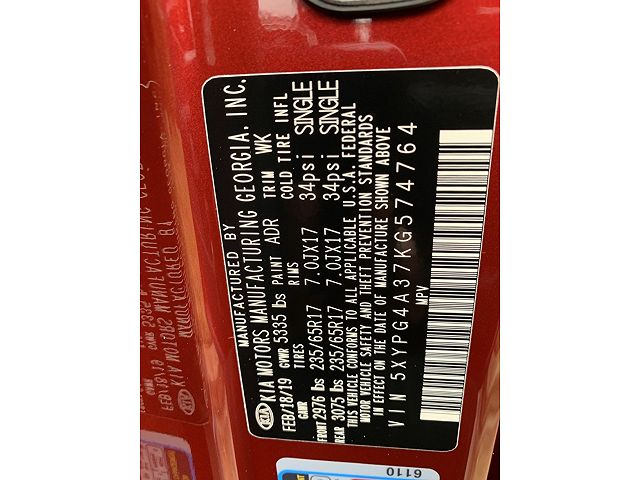 MANUFACTURED BY
KIA KIA MOTORS MANUFACTURING GEORGIA, INC.
FEB/18/19 GVWR 5335 lbs PAINT ADR TRIM WK
GAWR TIRES RIMS COLD TIRE INFL
FRONT 2976 lbs 235/65R17 7.0JX17 34psi SINGLE
REAR 3075 lbs 235/65R17 7.0JX17 34psi SINGLE
THIS VEHICLE CONFORMS TO ALL APPLICABLE U.S.A. FEDERAL
MOTOR VEHICLE SAFETY AND THEFT PREVENTION STANDARDS
IN EFFECT ON THE DATE OF MANUFACTURE SHOWN ABOVE
VIN 5XYPG4A37KG574764
MPV
6110